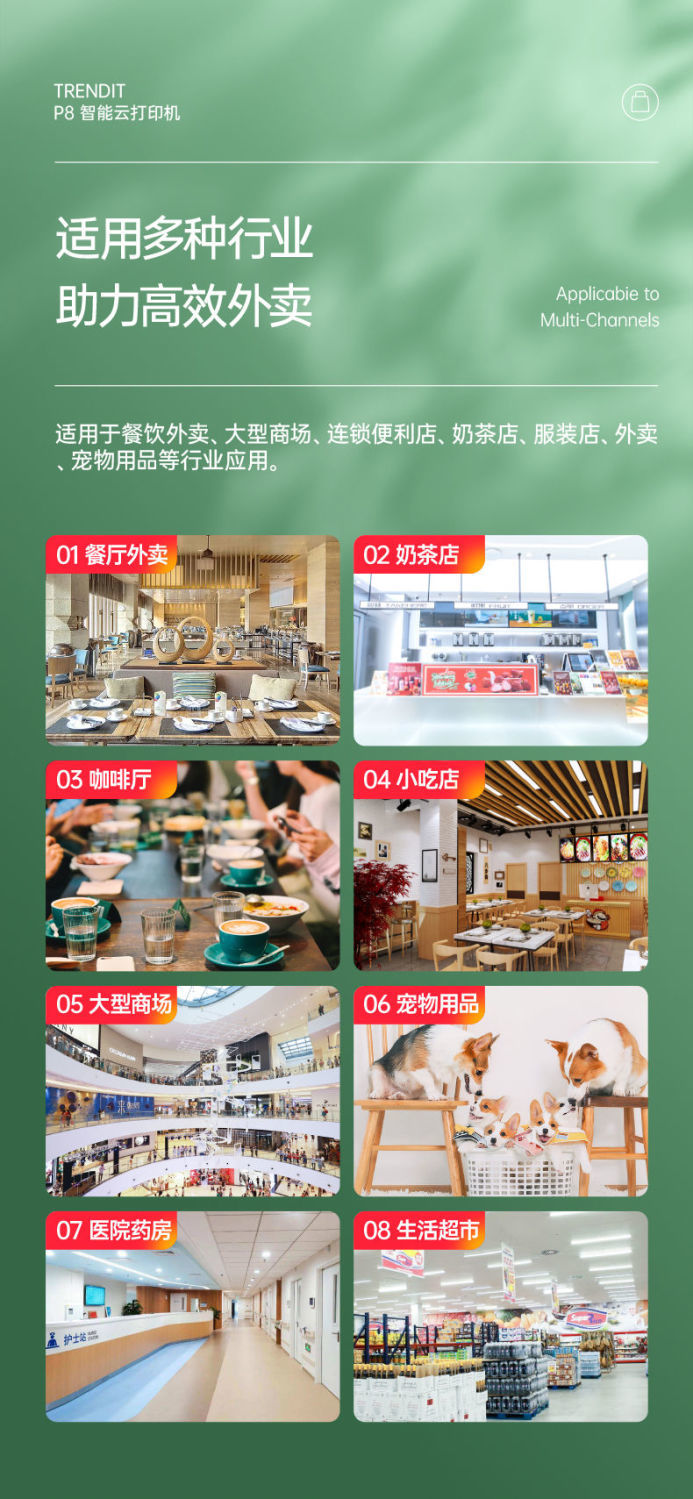 TRENDIT
P8 智能云打印机
适用多种行业
助力高效外卖
Applicabie to
Multi-Channels
适用于餐饮外卖、大型商场、连锁便利店、奶茶店、服装店、外卖
、宠物用品等行业应用。
01 餐厅外卖
02 奶茶店
03 咖啡厅
04 小吃店
05 大型商场
06 宠物用品
07 医院药房
护士站
08 生活超市